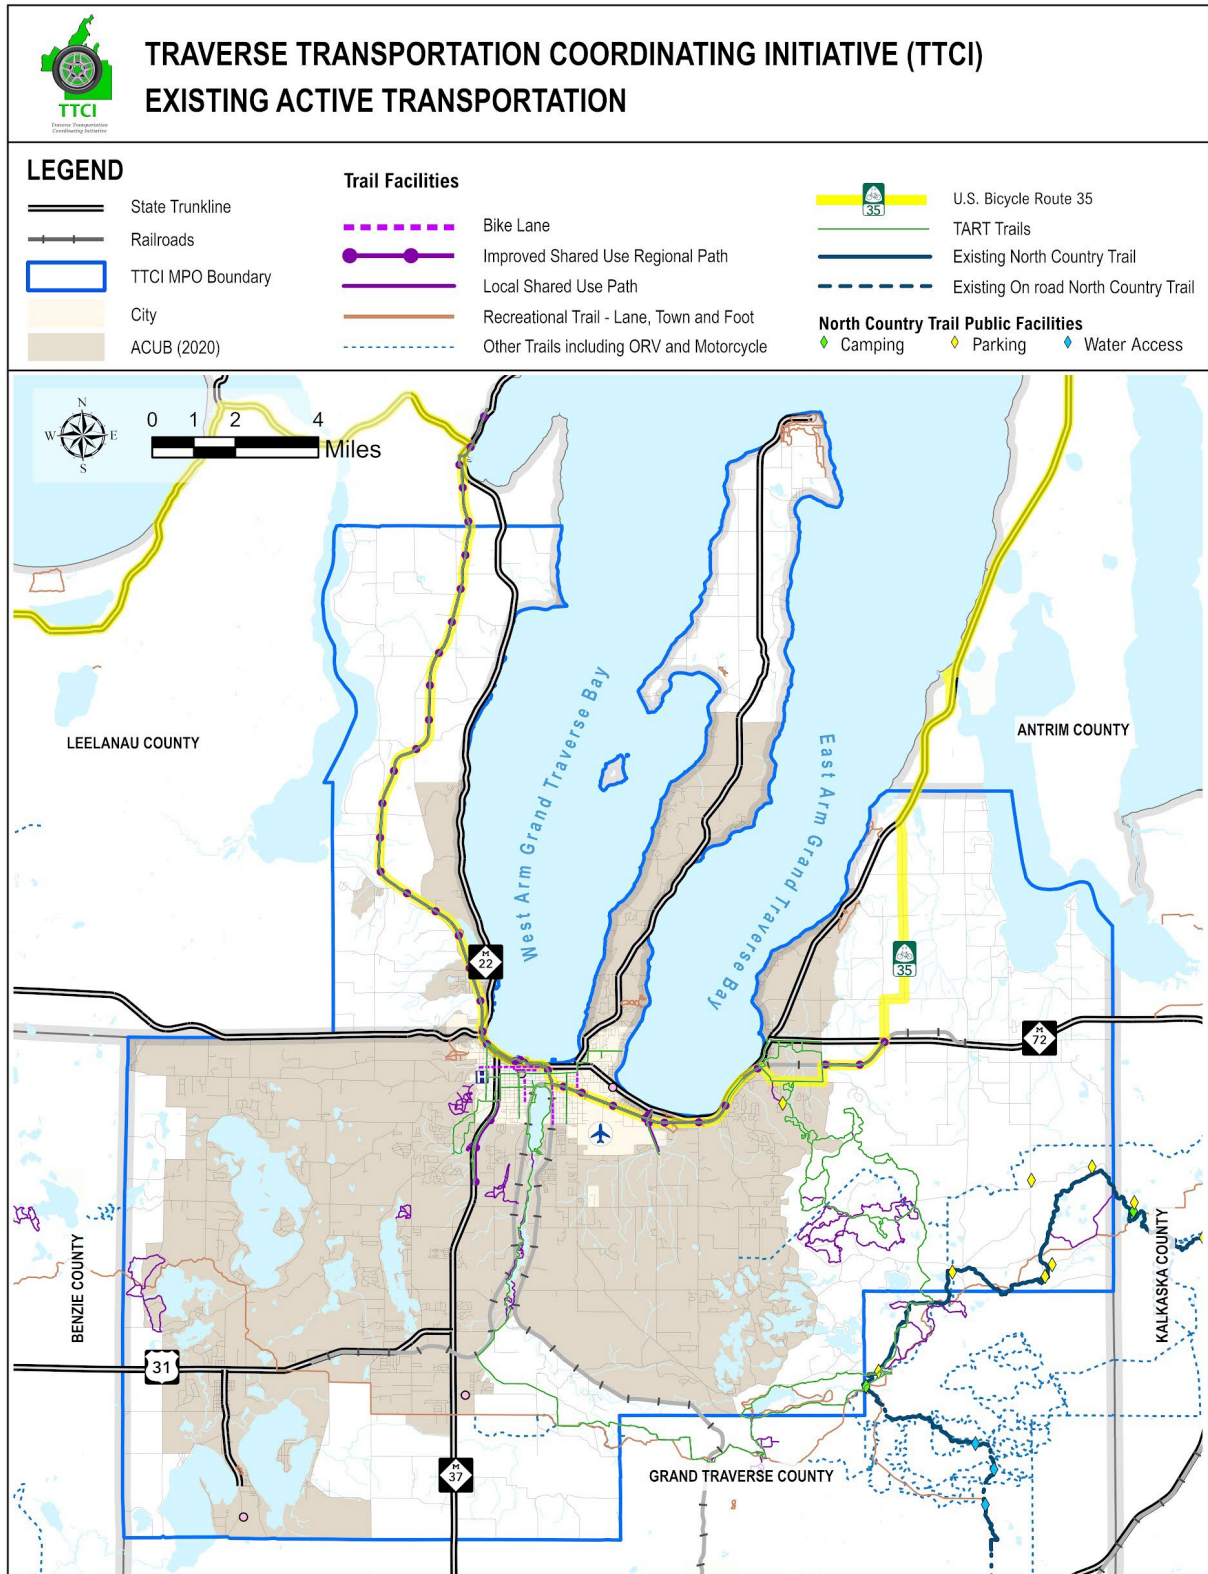 TRAVERSE TRANSPORTATION COORDINATING INITIATIVE (TTCI)
EXISTING ACTIVE TRANSPORTATION
TTCI
Traverse Transportation
Coordinating Initiative
LEGEND
State Trunkline
Railroads
TTCI MPO Boundary
City
ACUB (2020)
Trail Facilities
Bike Lane
Improved Shared Use Regional Path
Local Shared Use Path
Recreational Trail - Lane, Town and Foot
Other Trails including ORV and Motorcycle
35
U.S. Bicycle Route 35
TART Trails
Existing North Country Trail
Existing On road North Country Trail
North Country Trail Public Facilities
Camping
Parking
Water Access
N
W E
S
0 1 2 4
Miles
LEELANAU COUNTY
ANTRIM COUNTY
West Arm Grand Traverse Bay
East Arm Grand Traverse Bay
M
22
35
M
72
BENZIE COUNTY
KALKASKA COUNTY
31
M
37
GRAND TRAVERSE COUNTY